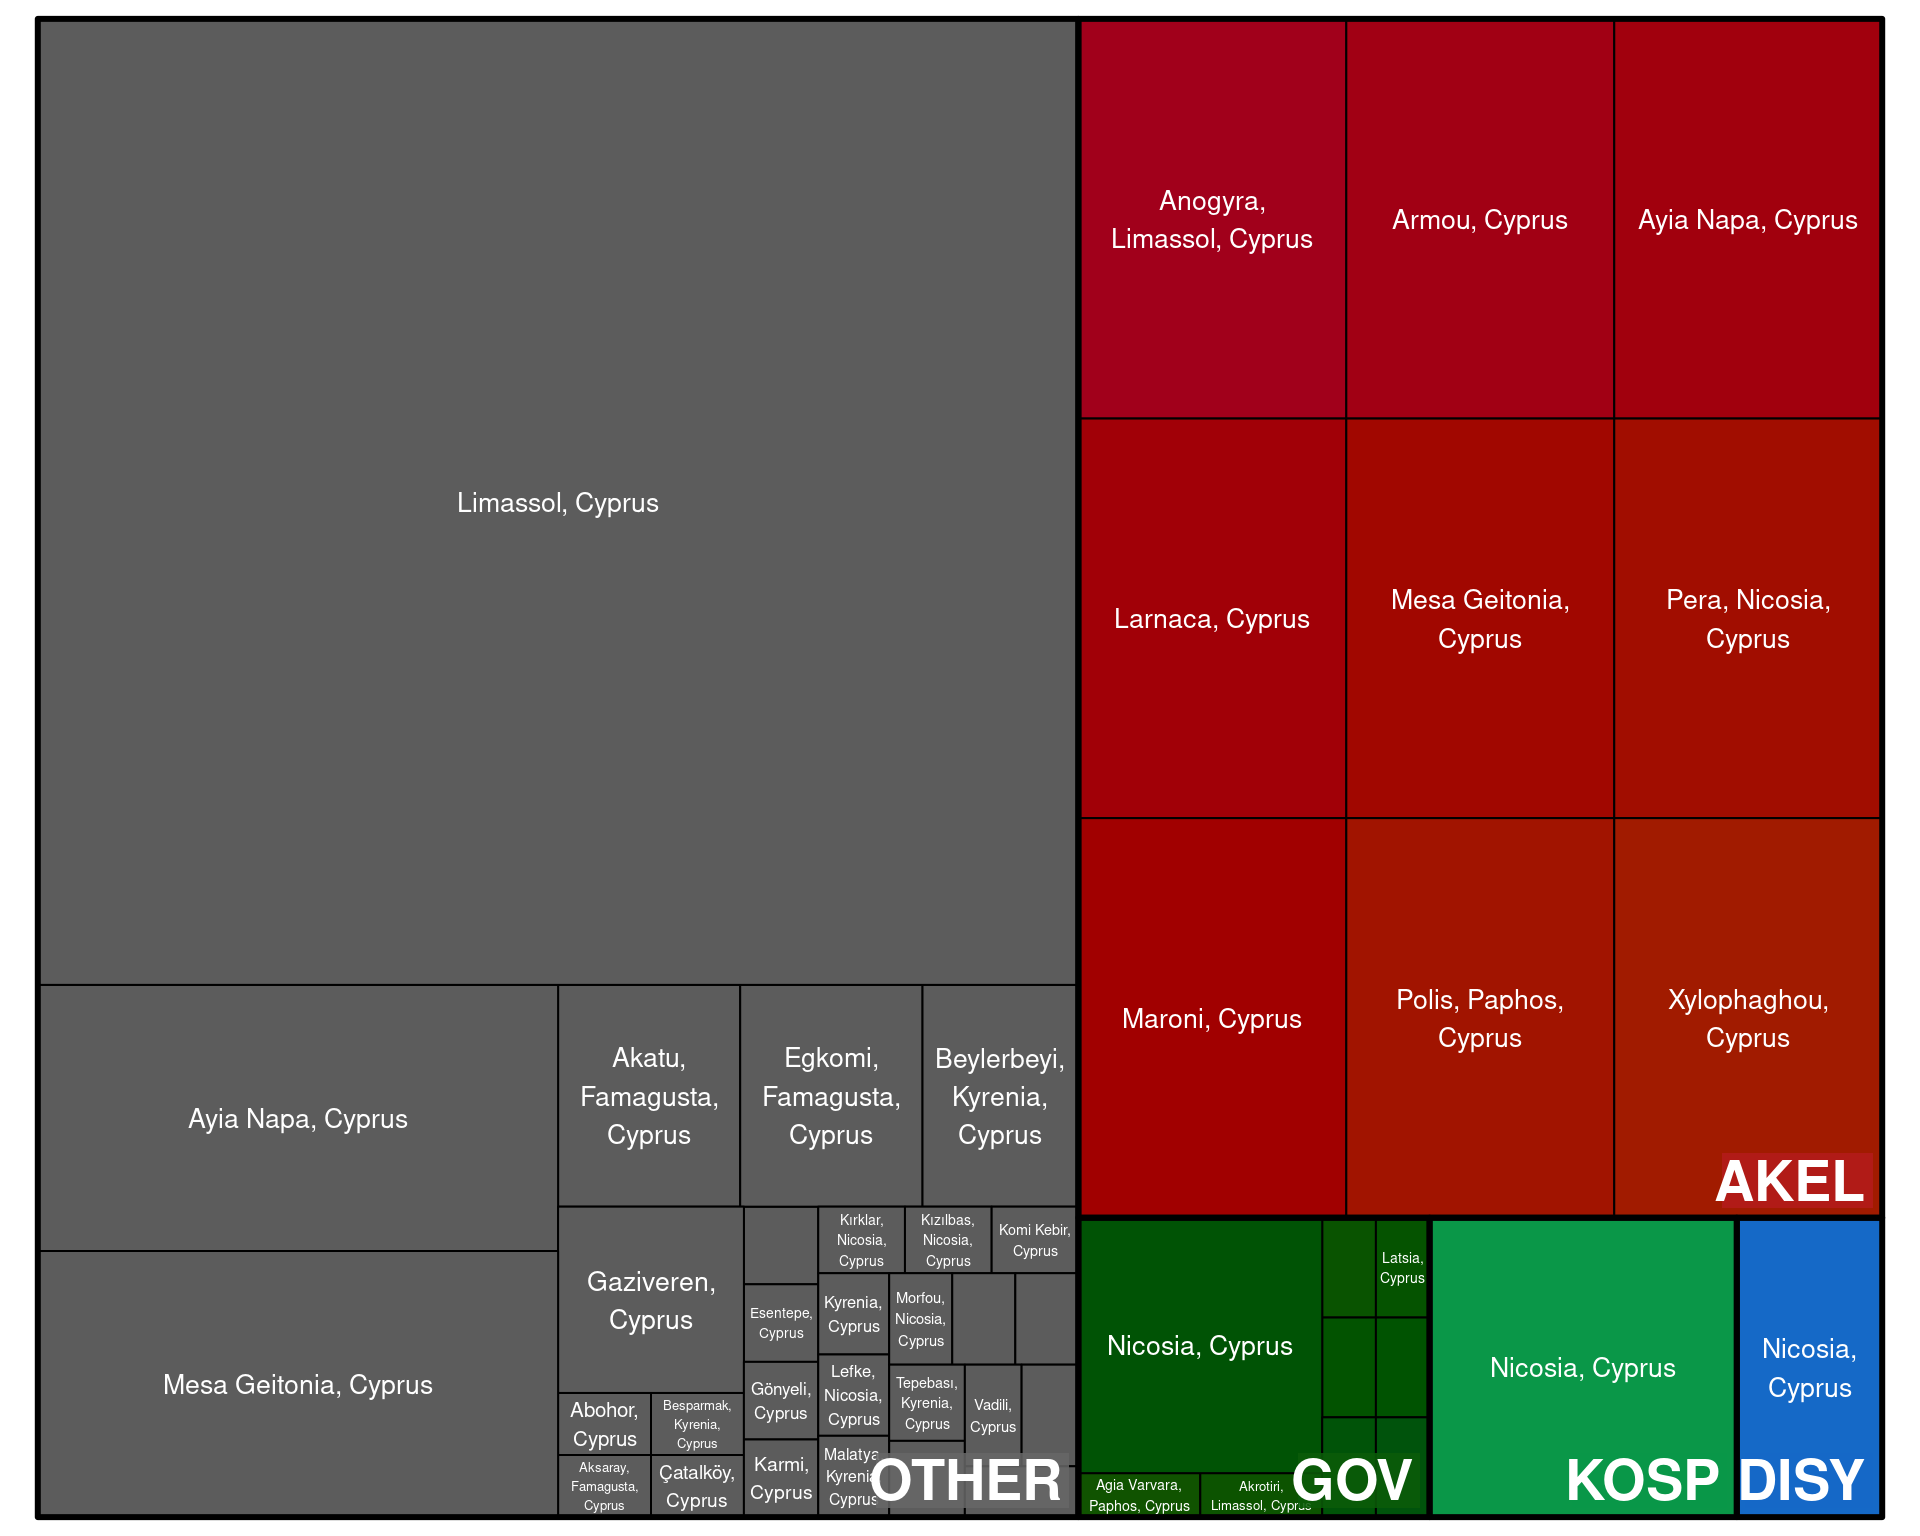 Limassol, Cyprus
Ayia Napa, Cyprus
Mesa Geitonia, Cyprus
Akatu,
Famagusta,
Cyprus
Egkomi,
Famagusta,
Cyprus
Beylerbeyi,
Kyrenia,
Cyprus
Gaziveren,
Cyprus
Abohor,
Cyprus
Besparmak,
Kyrenia,
Cyprus
Aksaray,
Famagusta,
Cyprus
Çatalköy,
Cyprus
Esentepe,
Cyprus
Gönyeli,
Cyprus
Karmi,
Cyprus
Kırklar,
Nicosia,
Cyprus
Kızılbas,
Nicosia,
Cyprus
Komi Kebir,
Cyprus
Kyrenia,
Cyprus
Lefke,
Nicosia,
Cyprus
Malatya
Kyrenia
Cyprus
Morfou,
Nicosia,
Cyprus
Tepebası,
Kyrenia,
Cyprus
Vadili,
Cyprus
OTHER
Anogyra,
Limassol, Cyprus
Armou, Cyprus
Ayia Napa, Cyprus
Larnaca, Cyprus
Mesa Geitonia,
Cyprus
Pera, Nicosia,
Cyprus
Maroni, Cyprus
Polis, Paphos,
Cyprus
Xylophaghou,
Cyprus
AKEL
Nicosia, Cyprus
Latsia,
Cyprus
Agia Varvara,
Paphos, Cyprus
Akrotiri,
Limassol, Cyprus
GOV
Nicosia, Cyprus
KOSP
Nicosia,
Cyprus
DISY